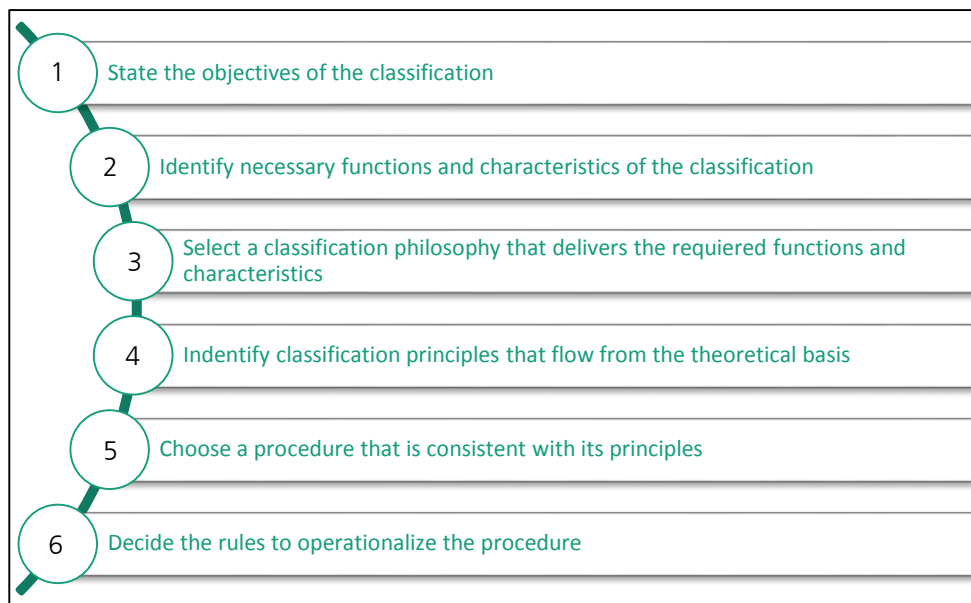 1
State the objectives of the classification
2
Identify necessary functions and characteristics of the classification
3
Select a classification philosophy that delivers the requiered functions and
characteristics
4
Indentify classification principles that flow from the theoretical basis
5
Choose a procedure that is consistent with its principles
6
Decide the rules to operationalize the procedure